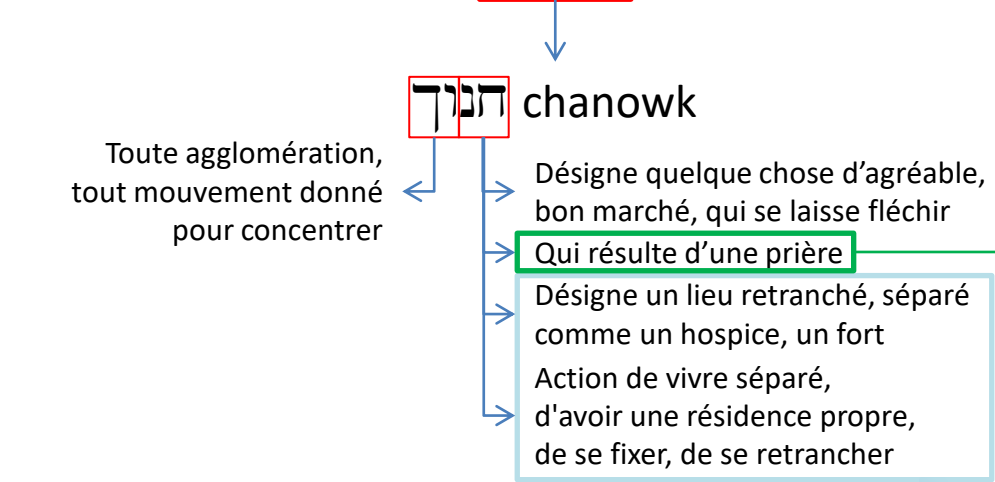 חנוך chanowk
Toute agglomération,
tout mouvement donné
pour concentrer
Désigne quelque chose d’agréable,
bon marché, qui se laisse fléchir
Qui résulte d’une prière
Désigne un lieu retranché, séparé
comme un hospice, un fort
Action de vivre séparé,
d'avoir une résidence propre,
de se fixer, de se retrancher